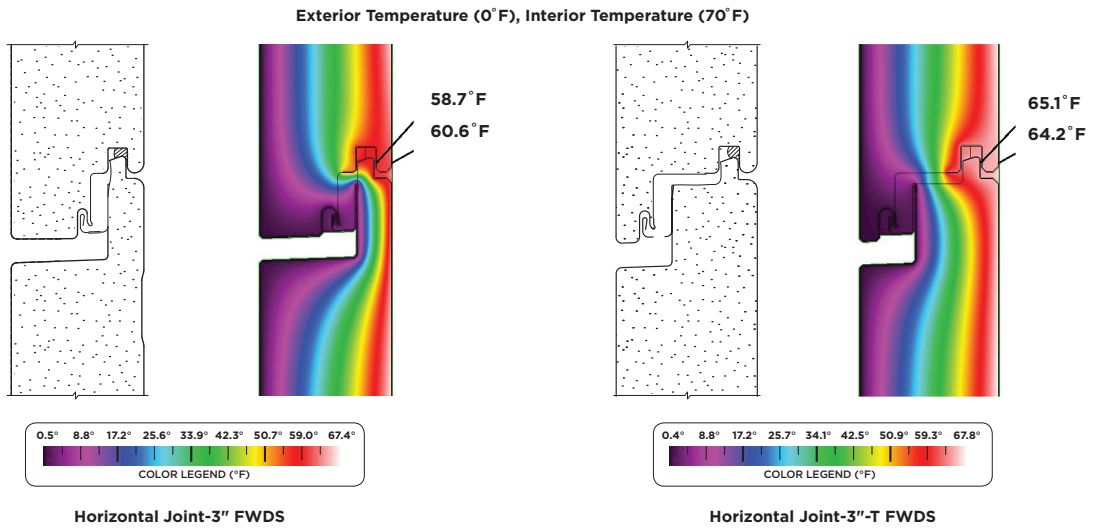 Exterior Temperature (0°F), Interior Temperature (70°F)
58.7°F
60.6°F
65.1°F
64.2°F
0.5° 8.8° 17.2° 25.6° 33.9° 42.3° 50.7° 59.0° 67.4°
COLOR LEGEND (°F)
0.4° 8.8° 17.2° 25.7° 34.1° 42.5° 50.9° 59.3° 67.8°
COLOR LEGEND (°F)
Horizontal Joint-3" FWDS
Horizontal Joint-3"-T FWDS